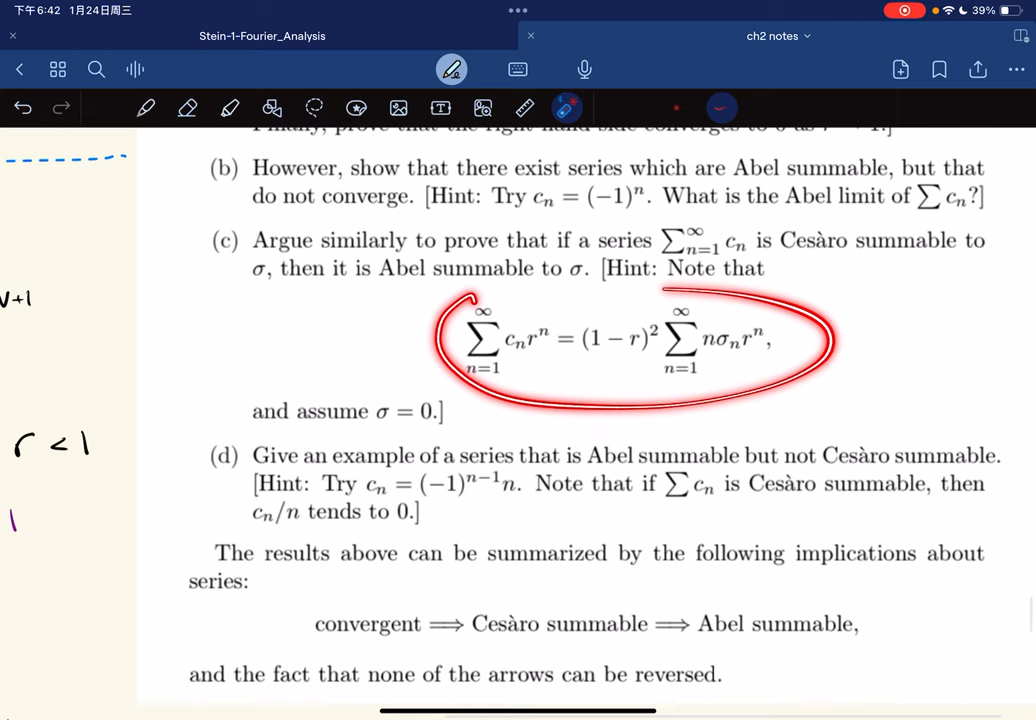 下午6:42 1月24日周三
39%
Stein-1-Fourier_Analysis
ch2 notes
(b) However, show that there exist series which are Abel summable, but that
do not converge. [Hint: Try cₙ = (−1)ⁿ. What is the Abel limit of ∑ cₙ?]
(c) Argue similarly to prove that if a series ∑_{n=1}^{∞} cₙ is Cesàro summable to
σ, then it is Abel summable to σ. [Hint: Note that
∑_{n=1}^{∞} cₙrⁿ = (1 − r)² ∑_{n=1}^{∞} nσₙrⁿ,
and assume σ = 0.]
r < 1
(d) Give an example of a series that is Abel summable but not Cesàro summable.
[Hint: Try cₙ = (−1)ⁿ⁻¹n. Note that if ∑ cₙ is Cesàro summable, then
cₙ/n tends to 0.]
The results above can be summarized by the following implications about
series:
convergent ⟹ Cesàro summable ⟹ Abel summable,
and the fact that none of the arrows can be reversed.